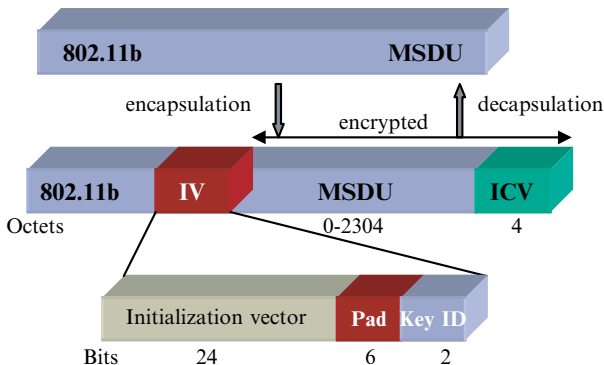 802.11b MSDU
encapsulation decapsulation
encrypted
802.11b IV MSDU ICV
Octets 0-2304 4
Initialization vector Pad Key ID
Bits 24 6 2